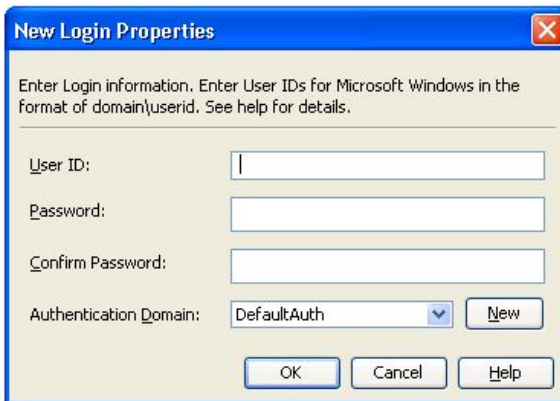 New Login Properties
Enter Login information. Enter User IDs for Microsoft Windows in the
format of domain\userid. See help for details.
User ID:
Password:
Confirm Password:
Authentication Domain: DefaultAuth New
OK Cancel Help